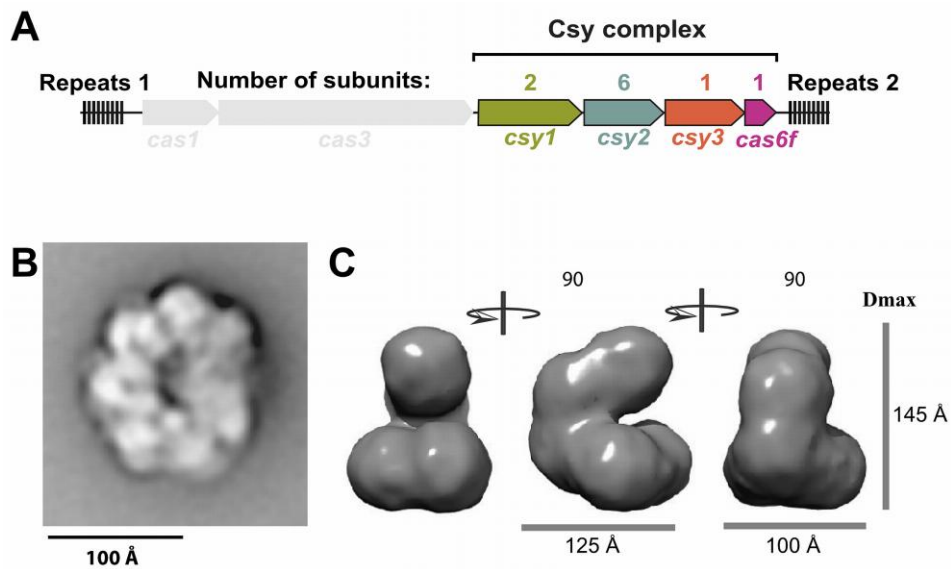 A
Csy complex
Repeats 1
Number of subunits:
2
6
1
1
Repeats 2
cas1
cas3
csy1
csy2
csy3
cas6f
B
C
90
90
Dmax
145 Å
100 Å
125 Å
100 Å